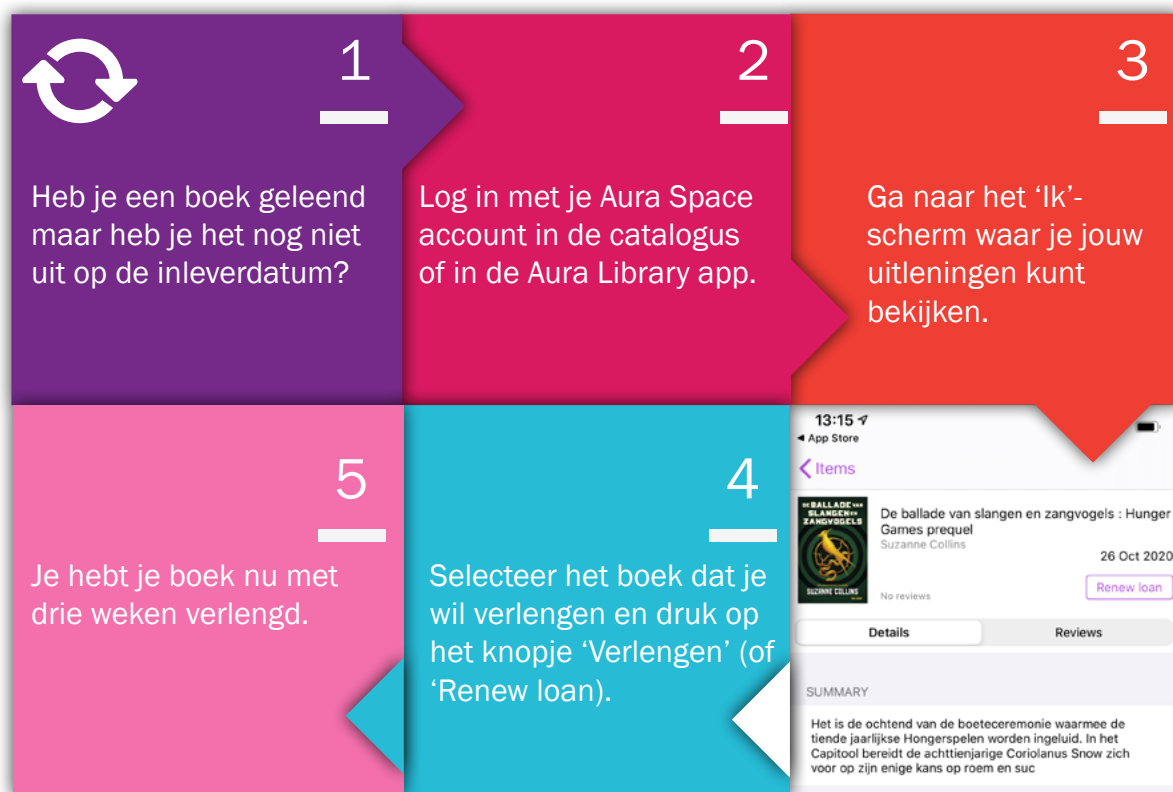 1
Heb je een boek geleend
maar heb je het nog niet
uit op de inleverdatum?
2
Log in met je Aura Space
account in de catalogus
of in de Aura Library app.
3
Ga naar het ‘Ik’-
scherm waar je jouw
uitleningen kunt
bekijken.
13:15
App Store
Items
DE BALLADE VAN
SLANGEN EN
ZANGVOGELS
SUZANNE COLLINS
De ballade van slangen en zangvogels : Hunger
Games prequel
Suzanne Collins
26 Oct 2020
No reviews
Renew loan
Details
Reviews
SUMMARY
Het is de ochtend van de boeteceremonie waarmee de
tiende jaarlijkse Hongerspelen worden ingeluid. In het
Capitool bereidt de achttienjarige Coriolanus Snow zich
voor op zijn enige kans op roem en suc
4
Selecteer het boek dat je
wil verlengen en druk op
het knopje ‘Verlengen’ (of
‘Renew loan).
5
Je hebt je boek nu met
drie weken verlengd.